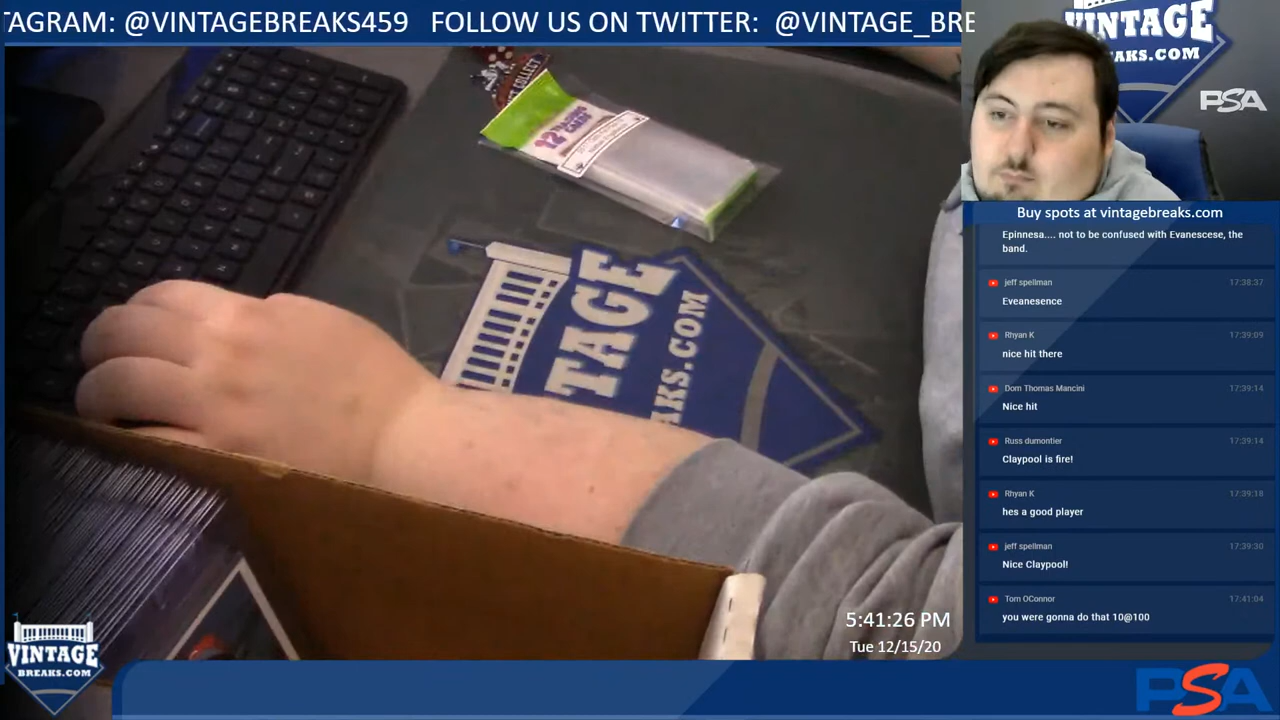 TAGRAM: @VINTAGEBREAKS459   FOLLOW US ON TWITTER:  @VINTAGE_BRE
VINTAGE
AKS.COM
PSA
COLLECT
12
TAGE
AKS.COM
Buy spots at vintagebreaks.com
Epinnesa.... not to be confused with Evanescese, the
band.
jeff spellman 17:38:37
Eveanesence
Rhyan K 17:39:09
nice hit there
Dom Thomas Mancini 17:39:14
Nice hit
Russ dumontier 17:39:14
Claypool is fire!
Rhyan K 17:39:18
hes a good player
jeff spellman 17:39:30
Nice Claypool!
Tom OConnor 17:41:04
you were gonna do that 10@100
5:41:26 PM
Tue 12/15/20
VINTAGE
BREAKS.COM
PSA